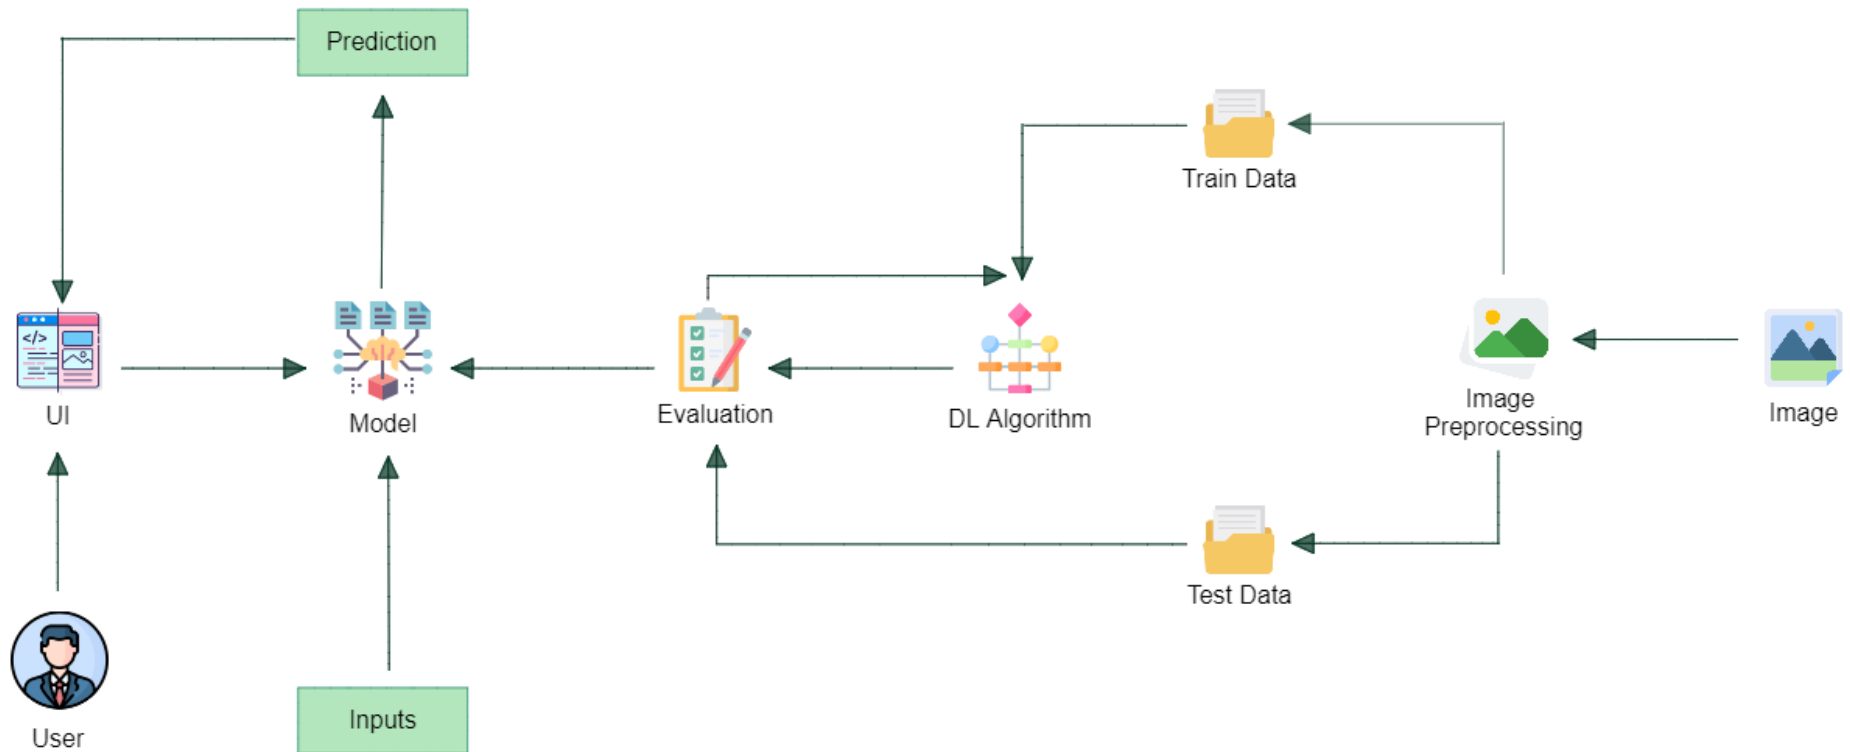 Prediction
Train Data
UI
Model
Evaluation
DL Algorithm
Image
Preprocessing
Image
Test Data
User
Inputs